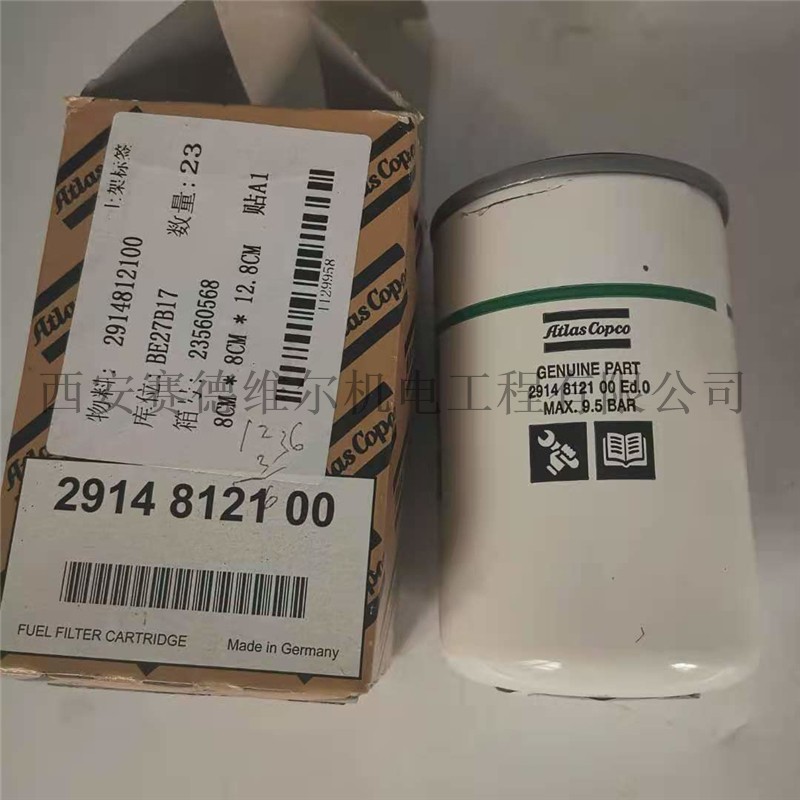 Atlas Copco
Atlas Copco
Atlas Copco
上架标签
物料: 2914812100
数量: 23
库位: BE27B17
箱号: 23560568
8CM * 8CM * 12.8CM
贴A1
1129958
1236
2914 8121 00
FUEL FILTER CARTRIDGE
Made in Germany
Atlas Copco
GENUINE PART
2914 8121 00 Ed.0
MAX. 9.5 BAR
西安赛德维尔机电工程有限公司